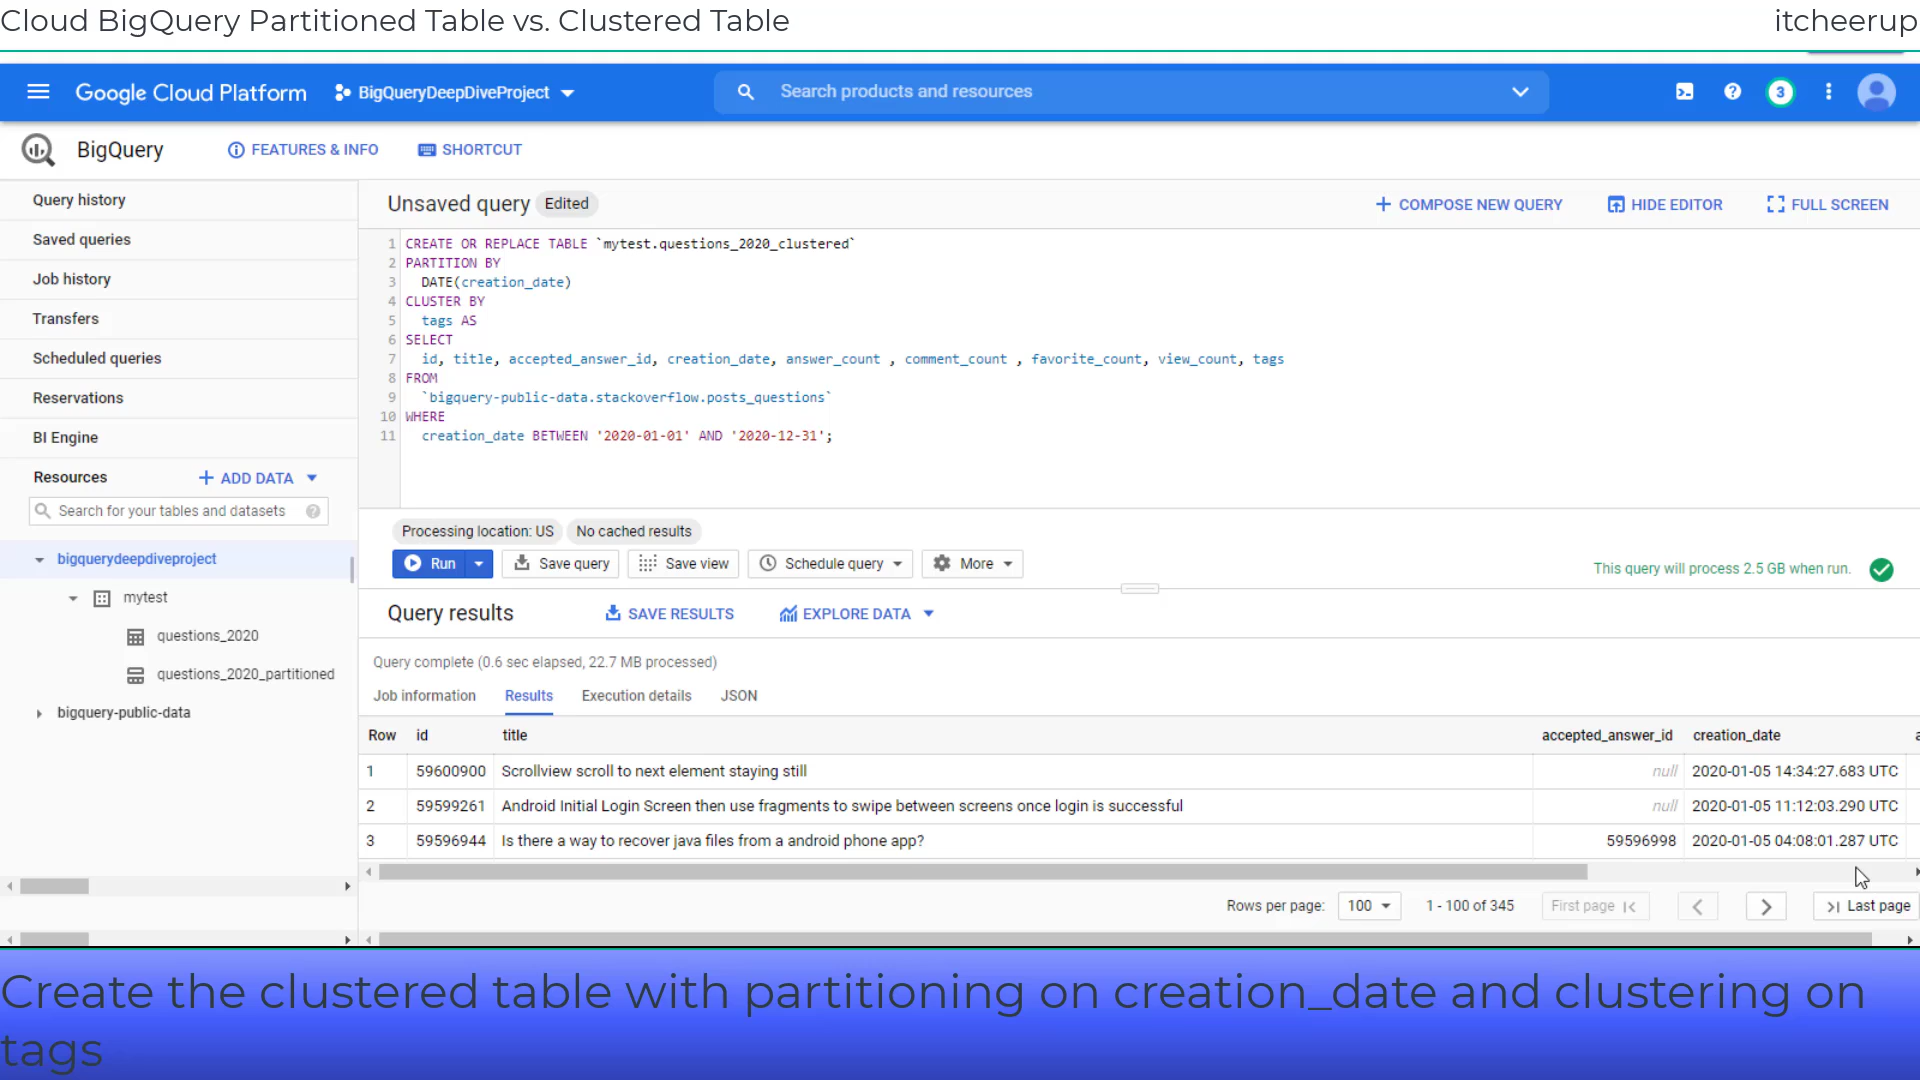 Cloud BigQuery Partitioned Table vs. Clustered Table
itcheerup
Google Cloud Platform
BigQueryDeepDiveProject
Search products and resources
3
BigQuery
FEATURES & INFO
SHORTCUT
Query history
Saved queries
Job history
Transfers
Scheduled queries
Reservations
BI Engine
Resources
ADD DATA
Search for your tables and datasets
bigquerydeepdiveproject
mytest
questions_2020
questions_2020_partitioned
bigquery-public-data
Unsaved query
Edited
COMPOSE NEW QUERY
HIDE EDITOR
FULL SCREEN
1 CREATE OR REPLACE TABLE `mytest.questions_2020_clustered`
2 PARTITION BY
3 DATE(creation_date)
4 CLUSTER BY
5 tags AS
6 SELECT
7 id, title, accepted_answer_id, creation_date, answer_count , comment_count , favorite_count, view_count, tags
8 FROM
9 `bigquery-public-data.stackoverflow.posts_questions`
10 WHERE
11 creation_date BETWEEN '2020-01-01' AND '2020-12-31';
Processing location: US
No cached results
Run
Save query
Save view
Schedule query
More
This query will process 2.5 GB when run.
Query results
SAVE RESULTS
EXPLORE DATA
Query complete (0.6 sec elapsed, 22.7 MB processed)
Job information
Results
Execution details
JSON
Row id title accepted_answer_id creation_date a
1 59600900 Scrollview scroll to next element staying still null 2020-01-05 14:34:27.683 UTC
2 59599261 Android Initial Login Screen then use fragments to swipe between screens once login is successful null 2020-01-05 11:12:03.290 UTC
3 59596944 Is there a way to recover java files from a android phone app? 59596998 2020-01-05 04:08:01.287 UTC
Rows per page: 100 1 - 100 of 345 First page Last page
Create the clustered table with partitioning on creation_date and clustering on
tags